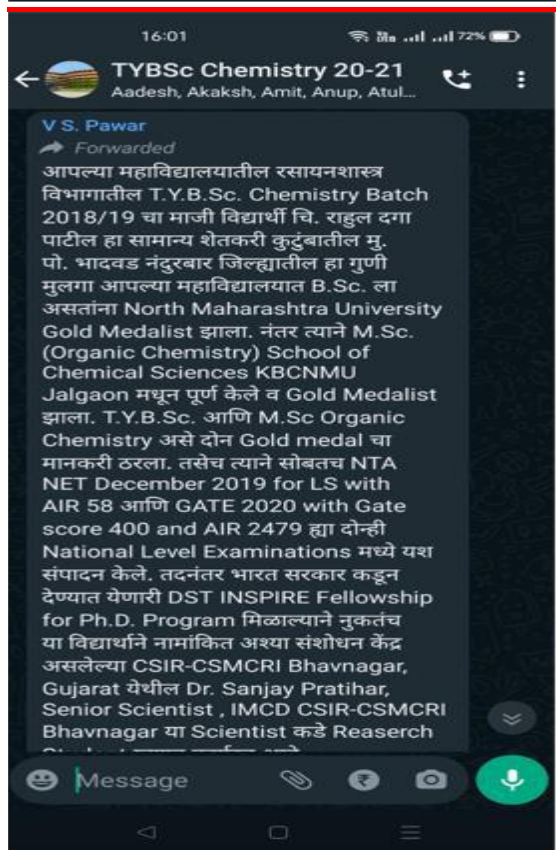 16:01
72%
TYBSc Chemistry 20-21
Aadesh, Akaksh, Amit, Anup, Atul...
V S. Pawar
Forwarded
आपल्या महाविद्यालयातील रसायनशास्त्र
विभागातील T.Y.B.Sc. Chemistry Batch
2018/19 चा माजी विद्यार्थी चि. राहुल दगा
पाटील हा सामान्य शेतकरी कुटुंबातील मु.
पो. भादवड नंदुरबार जिल्ह्यातील हा गुणी
मुलगा आपल्या महाविद्यालयात B.Sc. ला
असतांना North Maharashtra University
Gold Medalist झाला. नंतर त्याने M.Sc.
(Organic Chemistry) School of
Chemical Sciences KBCNMU
Jalgaon मधून पूर्ण केले व Gold Medalist
झाला. T.Y.B.Sc. आणि M.Sc Organic
Chemistry असे दोन Gold medal चा
मानकरी ठरला. तसेच त्याने सोबतच NTA
NET December 2019 for LS with
AIR 58 आणि GATE 2020 with Gate
score 400 and AIR 2479 ह्या दोन्ही
National Level Examinations मध्ये यश
संपादन केले. तदनंतर भारत सरकार कडून
देण्यात येणारी DST INSPIRE Fellowship
for Ph.D. Program मिळाल्याने नुकतंच
या विद्यार्थाने नामांकित अश्या संशोधन केंद्र
असलेल्या CSIR-CSMCRI Bhavnagar,
Gujarat येथील Dr. Sanjay Pratihar,
Senior Scientist , IMCD CSIR-CSMCRI
Bhavnagar या Scientist कडे Reaserch
Message